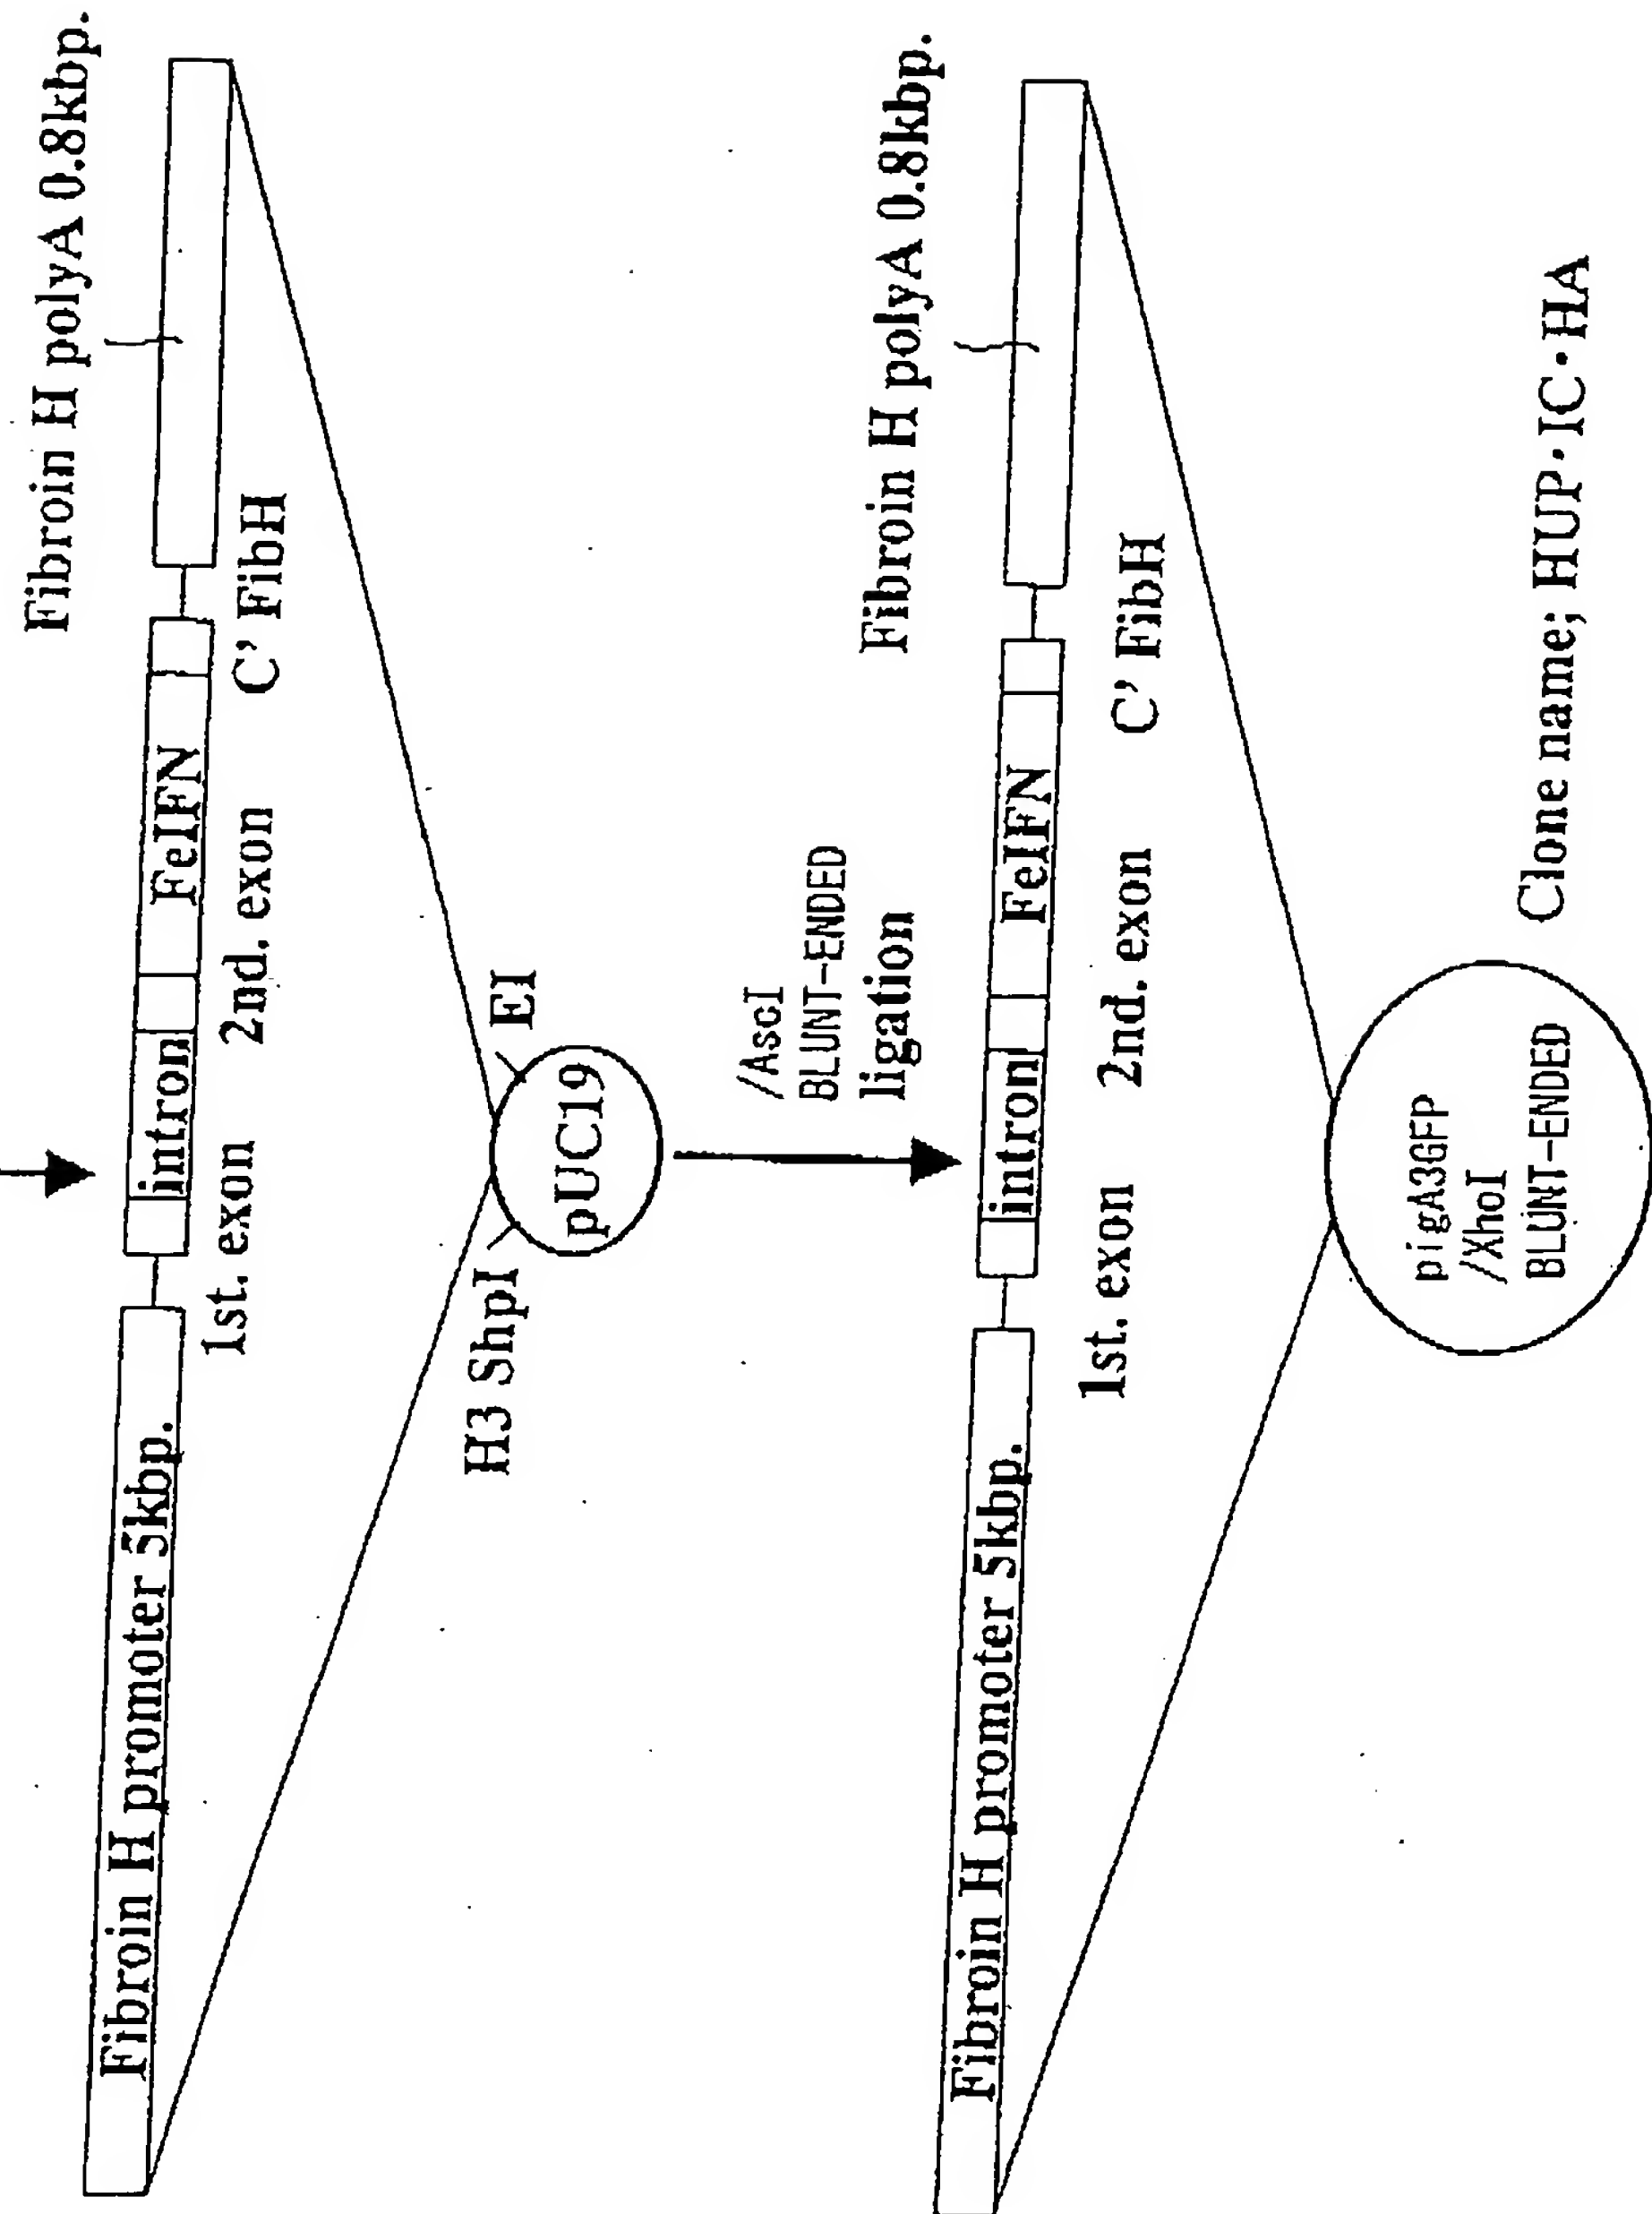 Fibroin H polyA 0.8kbp.
Fibroin H promoter 5kbp.
intron
FeIFN
1st. exon
2nd. exon
C' FibH
H3 ShpI
EI
pUC19
/AscI
BLUNT-ENDED
ligation
Fibroin H polyA 0.8kbp.
Fibroin H promoter 5kbp.
intron
FeIFN
1st. exon
2nd. exon
C' FibH
pigA3GFP
/XhoI
BLUNT-ENDED
Clone name; HUP·IC·HA